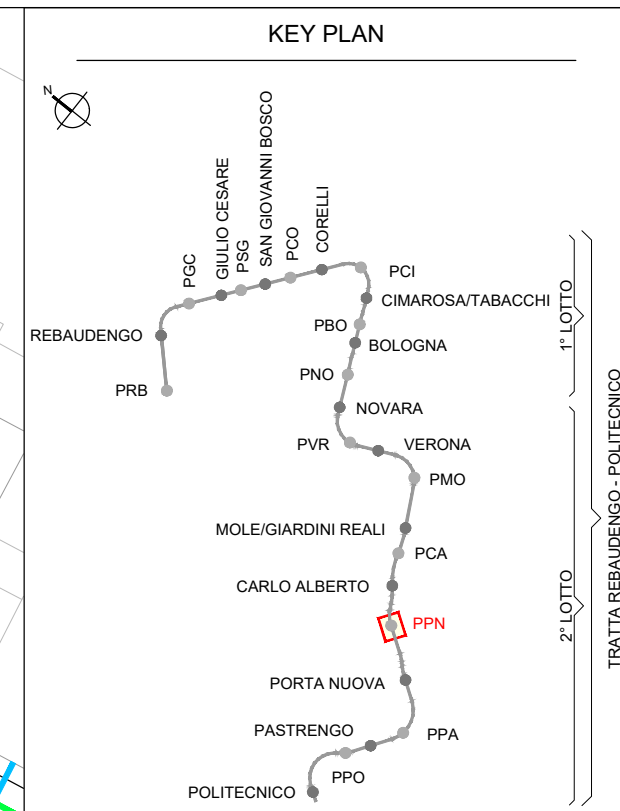 KEY PLAN
N
PGC
GIULIO CESARE
PSG
SAN GIOVANNI BOSCO
PCO
CORELLI
PCI
CIMAROSA/TABACCHI
PBO
REBAUDENGO
BOLOGNA
PNO
PRB
NOVARA
PVR
VERONA
PMO
MOLE/GIARDINI REALI
PCA
CARLO ALBERTO
PPN
PORTA NUOVA
PASTRENGO
PPA
PPO
POLITECNICO
1° LOTTO
2° LOTTO
TRATTA REBAUDENGO - POLITECNICO